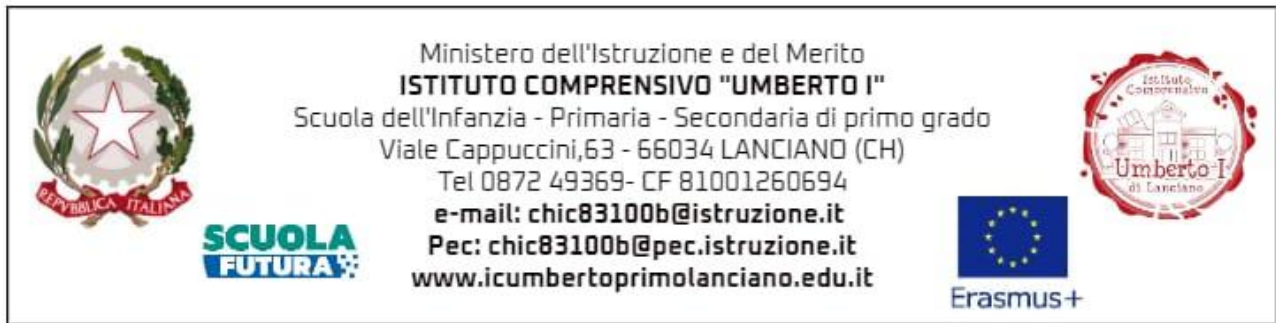 Ministero dell'Istruzione e del Merito
ISTITUTO COMPRENSIVO "UMBERTO I"
Scuola dell'Infanzia - Primaria - Secondaria di primo grado
Viale Cappuccini,63 - 66034 LANCIANO (CH)
Tel 0872 49369- CF 81001260694
e-mail: chic83100b@istruzione.it
Pec: chic83100b@pec.istruzione.it
www.icumbertoprimolanciano.edu.it
REPVBBLICA ITALIANA
SCUOLA
FUTURA
Istituto
Comprensivo
Umberto I
di Lanciano
Erasmus+